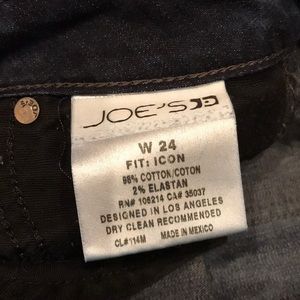 JOE'S
W 24
FIT: ICON
98% COTTON/COTON
2% ELASTAN
RN# 106214 CA# 35037
DESIGNED IN LOS ANGELES
DRY CLEAN RECOMMENDED
CL#114M MADE IN MEXICO